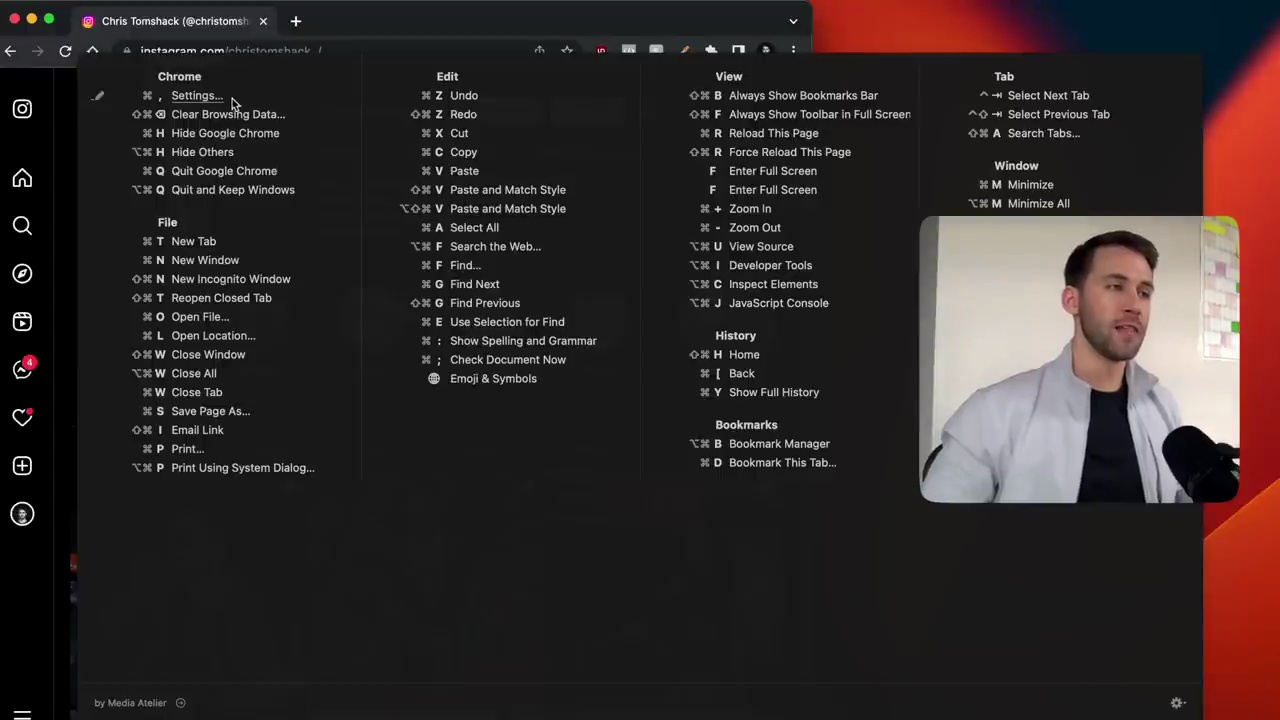 Chris Tomshack (@christomsh
instagram.com/christomshack_/
4
Chrome
⌘ , Settings...
⇧⌘⌫ Clear Browsing Data...
⌘ H Hide Google Chrome
⌥⌘ H Hide Others
⌘ Q Quit Google Chrome
⌥⌘ Q Quit and Keep Windows
File
⌘ T New Tab
⌘ N New Window
⇧⌘ N New Incognito Window
⇧⌘ T Reopen Closed Tab
⌘ O Open File...
⌘ L Open Location...
⇧⌘ W Close Window
⌥⌘ W Close All
⌘ W Close Tab
⌘ S Save Page As...
⇧⌘ I Email Link
⌘ P Print...
⌥⌘ P Print Using System Dialog...
Edit
⌘ Z Undo
⇧⌘ Z Redo
⌘ X Cut
⌘ C Copy
⌘ V Paste
⇧⌘ V Paste and Match Style
⌥⇧⌘ V Paste and Match Style
⌘ A Select All
⌥⌘ F Search the Web...
⌘ F Find...
⌘ G Find Next
⇧⌘ G Find Previous
⌘ E Use Selection for Find
⌘ : Show Spelling and Grammar
⌘ ; Check Document Now
Emoji & Symbols
View
⇧⌘ B Always Show Bookmarks Bar
⇧⌘ F Always Show Toolbar in Full Screen
⌘ R Reload This Page
⇧⌘ R Force Reload This Page
F Enter Full Screen
F Enter Full Screen
⌘ + Zoom In
⌘ - Zoom Out
⌥⌘ U View Source
⌥⌘ I Developer Tools
⌥⌘ C Inspect Elements
⌥⌘ J JavaScript Console
History
⇧⌘ H Home
⌘ [ Back
⌘ Y Show Full History
Bookmarks
⌥⌘ B Bookmark Manager
⌘ D Bookmark This Tab...
Tab
^ ⇥ Select Next Tab
^⇧ ⇥ Select Previous Tab
⇧⌘ A Search Tabs...
Window
⌘ M Minimize
⌥⌘ M Minimize All
by Media Atelier